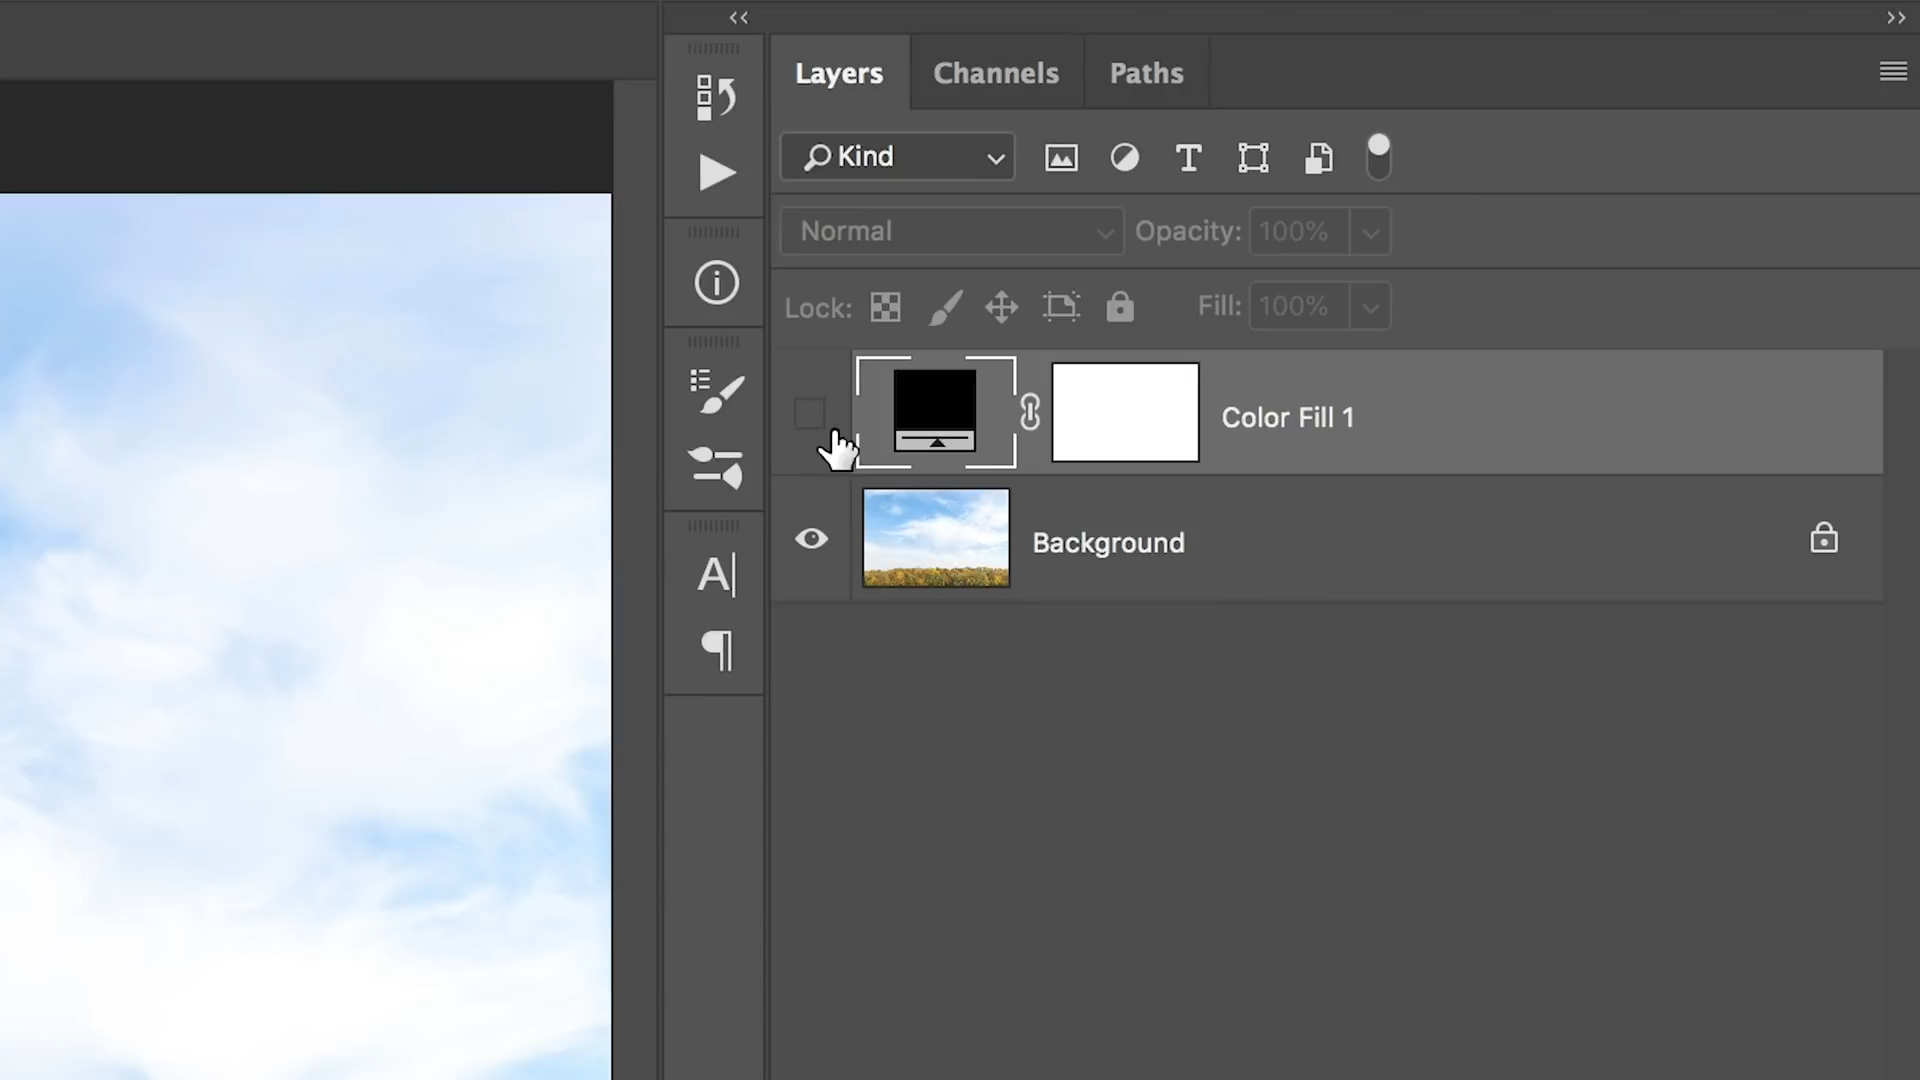 Layers Channels Paths
Kind
Normal Opacity: 100%
Lock: Fill: 100%
Color Fill 1
Background